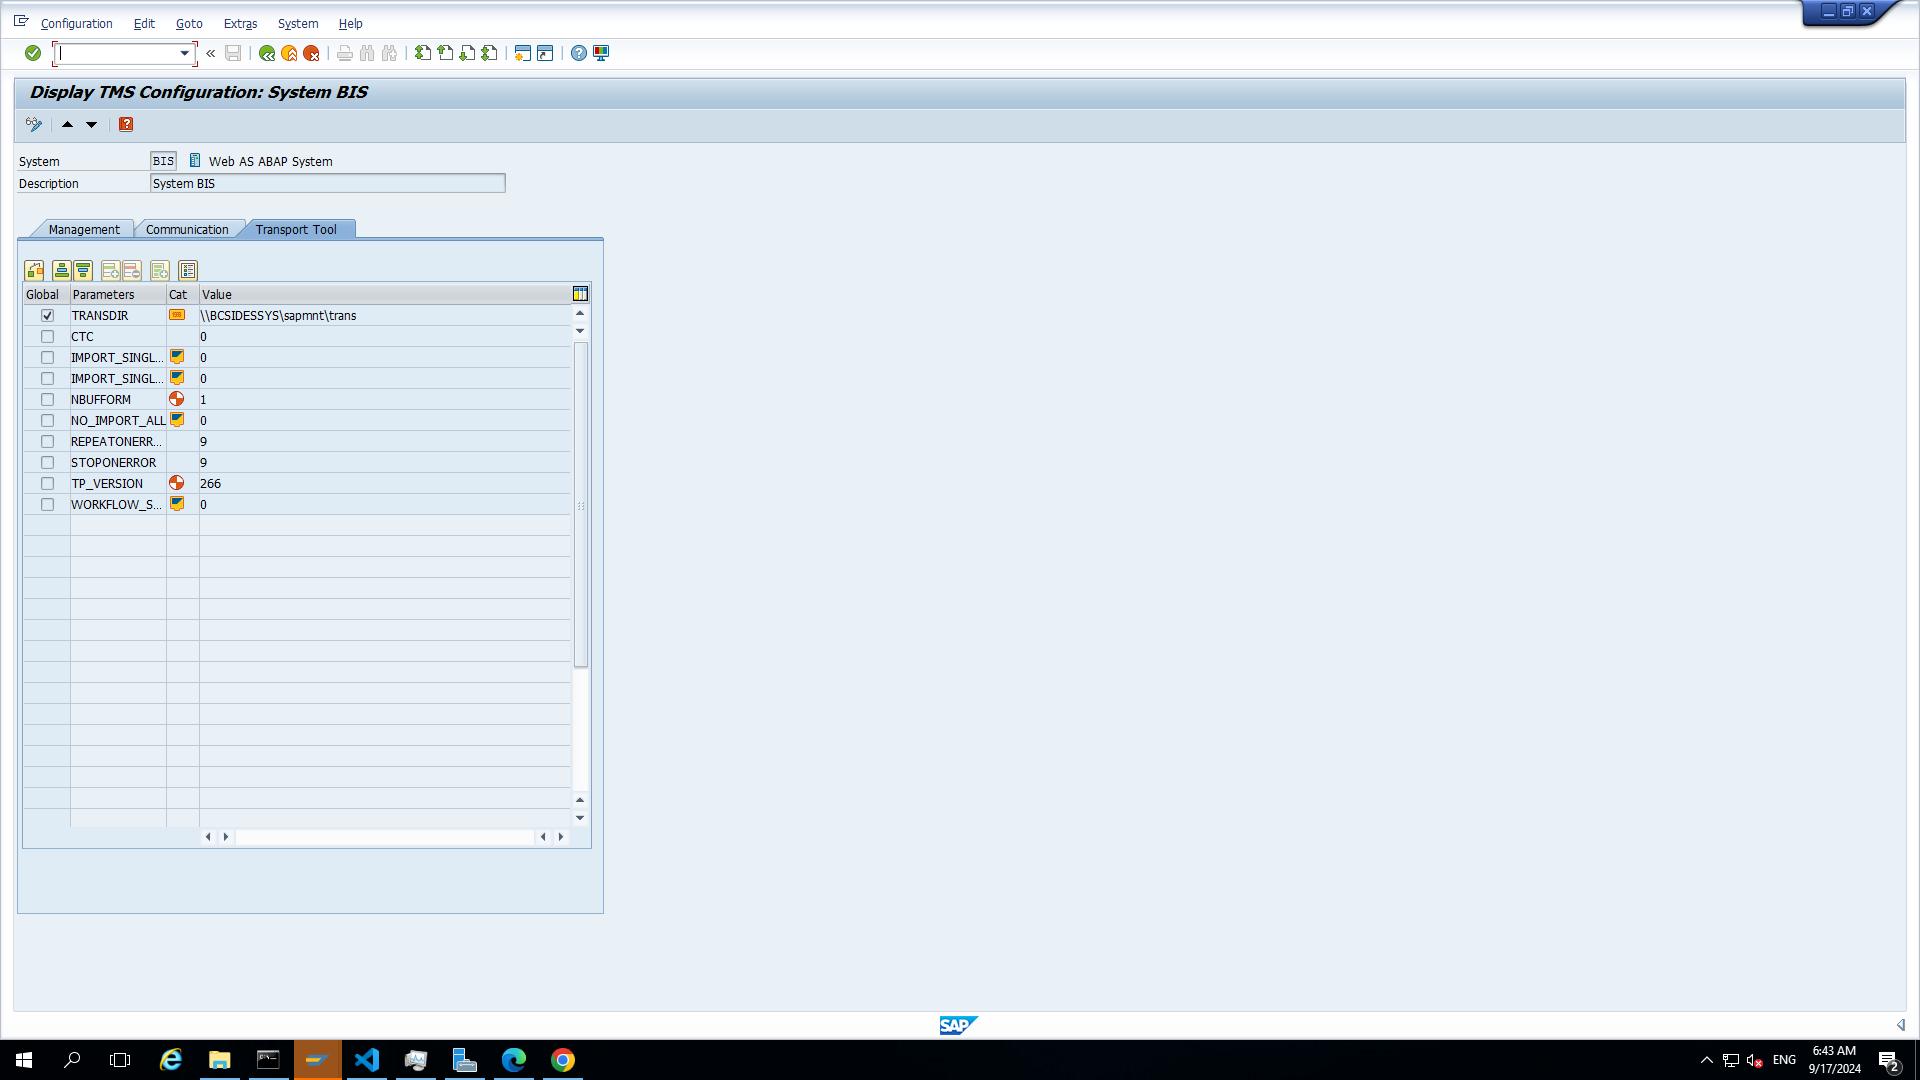 Configuration Edit Goto Extras System Help
Display TMS Configuration: System BIS
System BIS Web AS ABAP System
Description System BIS
Management Communication Transport Tool
Global Parameters Cat Value
TRANSDIR \\BCSIDESSYS\sapmnt\trans
CTC 0
IMPORT_SINGL... 0
IMPORT_SINGL... 0
NBUFFORM 1
NO_IMPORT_ALL 0
REPEATONERR... 9
STOPONERROR 9
TP_VERSION 266
WORKFLOW_S... 0
SAP
ENG
6:43 AM
9/17/2024
2